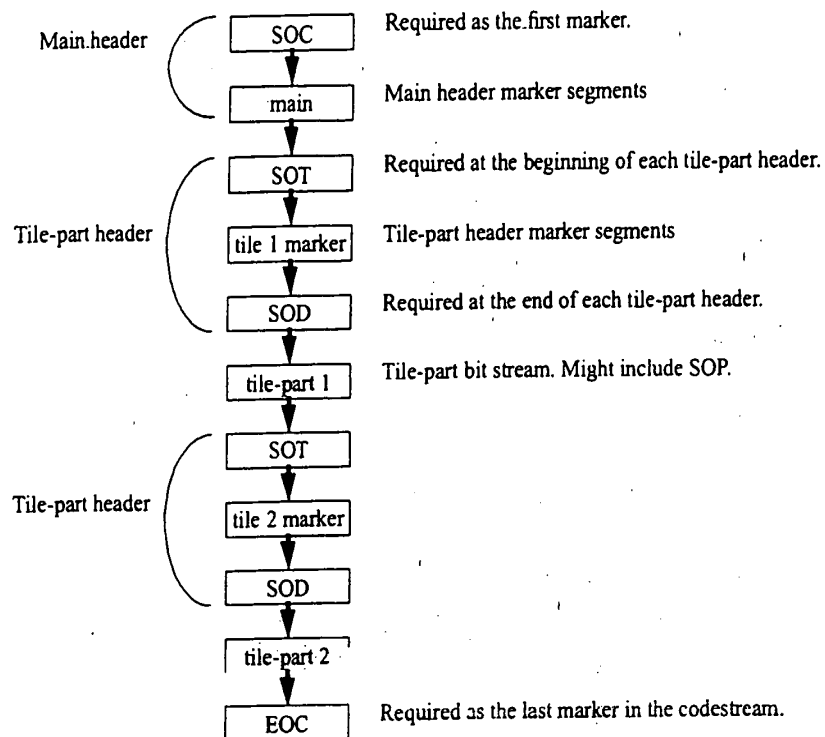 Main.header
SOC
Required as the.first marker.
main
Main header marker segments
SOT
Required at the beginning of each tile-part header.
Tile-part header
tile 1 marker
Tile-part header marker segments
SOD
Required at the end of each tile-part header.
tile-part 1
Tile-part bit stream. Might include SOP.
SOT
Tile-part header
tile 2 marker
SOD
tile-part 2
EOC
Required as the last marker in the codestream.